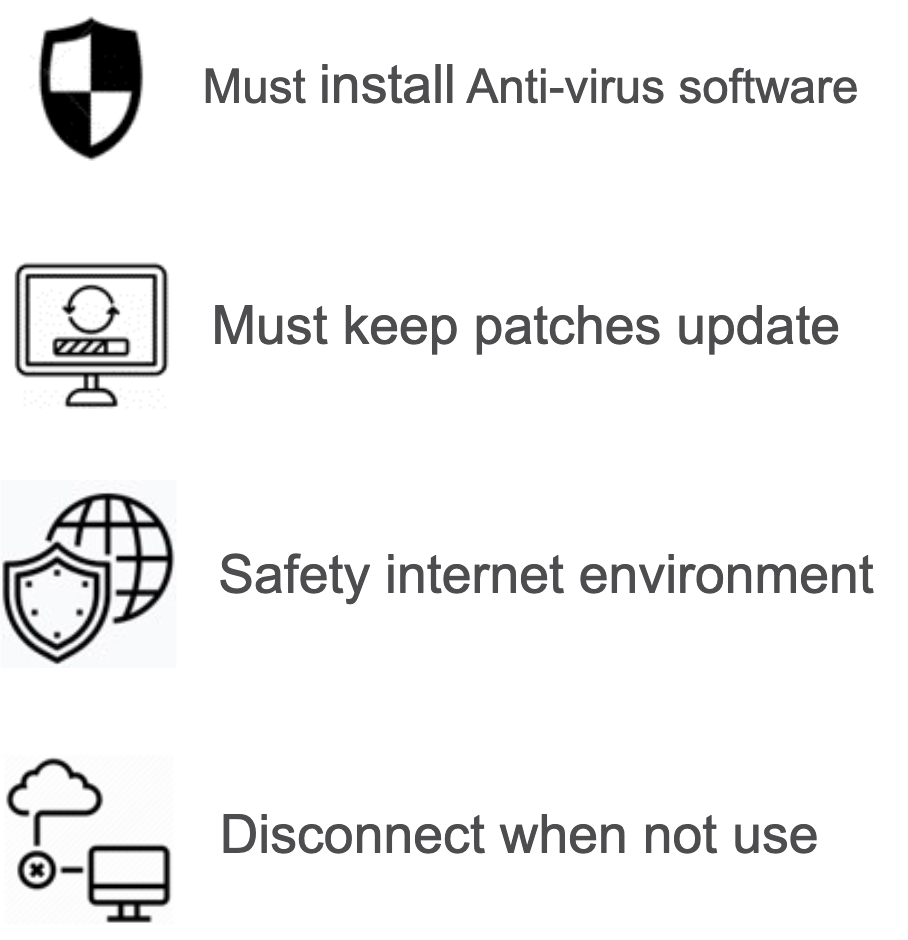 Must install Anti-virus software
Must keep patches update
Safety internet environment
Disconnect when not use